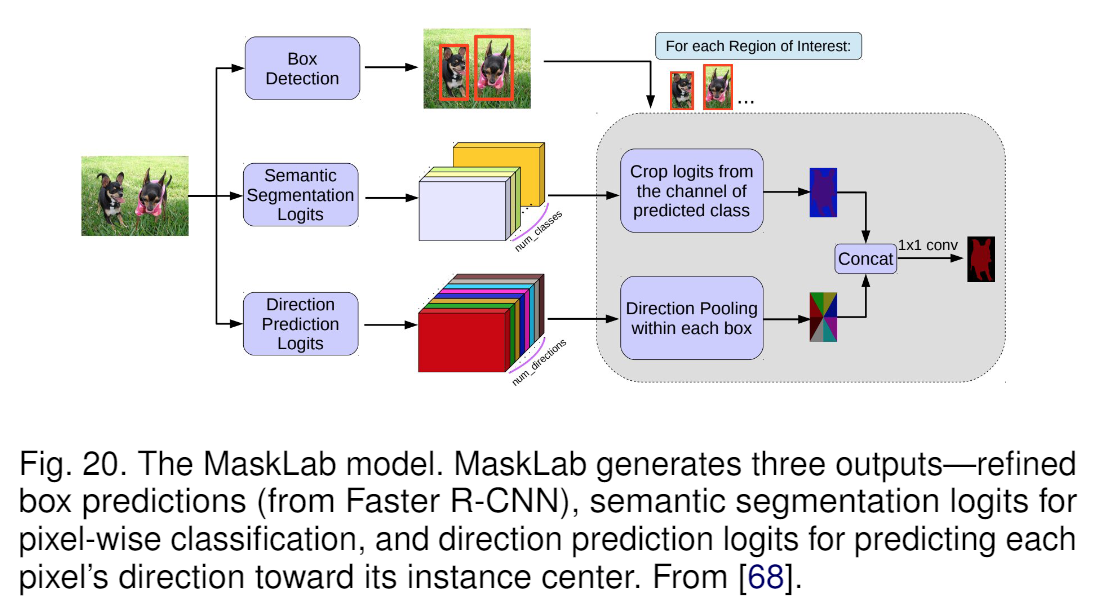 Box
Detection
For each Region of Interest:
...
Semantic
Segmentation
Logits
num_classes
Crop logits from
the channel of
predicted class
1x1 conv
Concat
Direction
Prediction
Logits
num_directions
Direction Pooling
within each box
Fig. 20. The MaskLab model. MaskLab generates three outputs—refined
box predictions (from Faster R-CNN), semantic segmentation logits for
pixel-wise classification, and direction prediction logits for predicting each
pixel's direction toward its instance center. From [68].